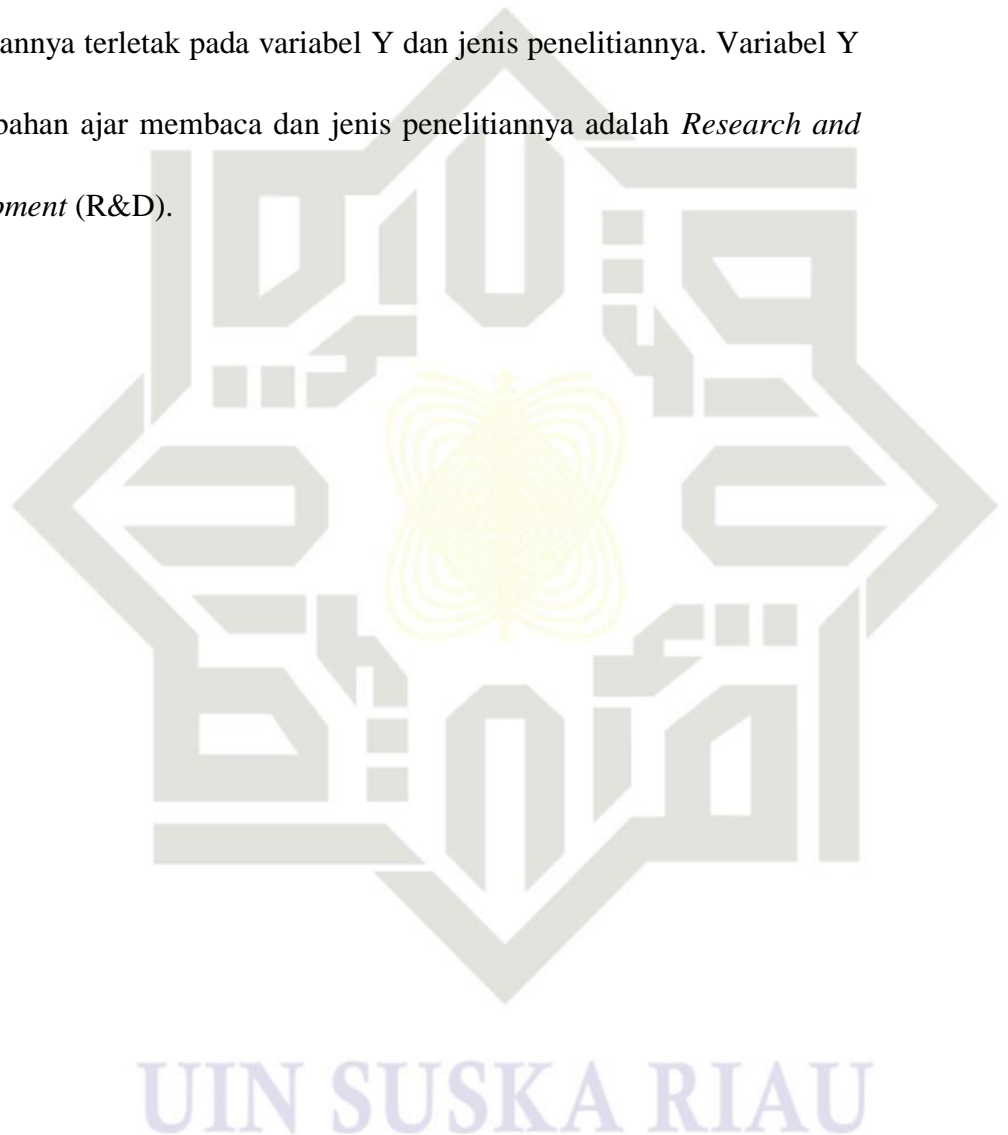 annya terletak pada variabel Y dan jenis penelitiannya. Variabel Y
bahan ajar membaca dan jenis penelitiannya adalah Research and
pment (R&D).
UIN SUSKA RIAU